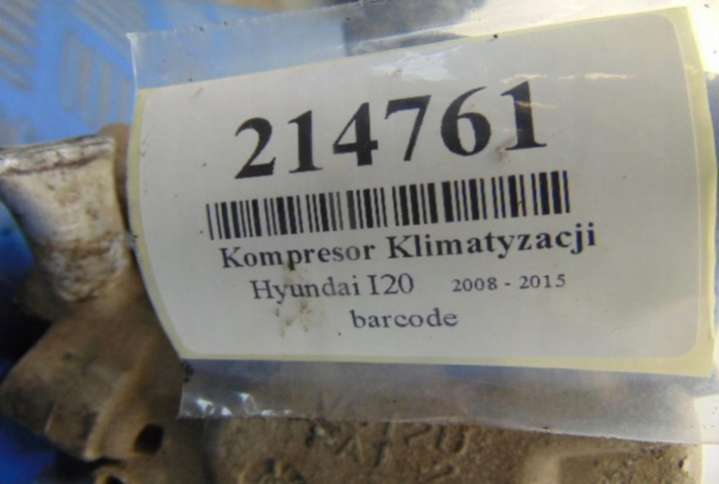 214761
Kompresor Klimatyzacji
Hyundai I20 2008 - 2015
barcode